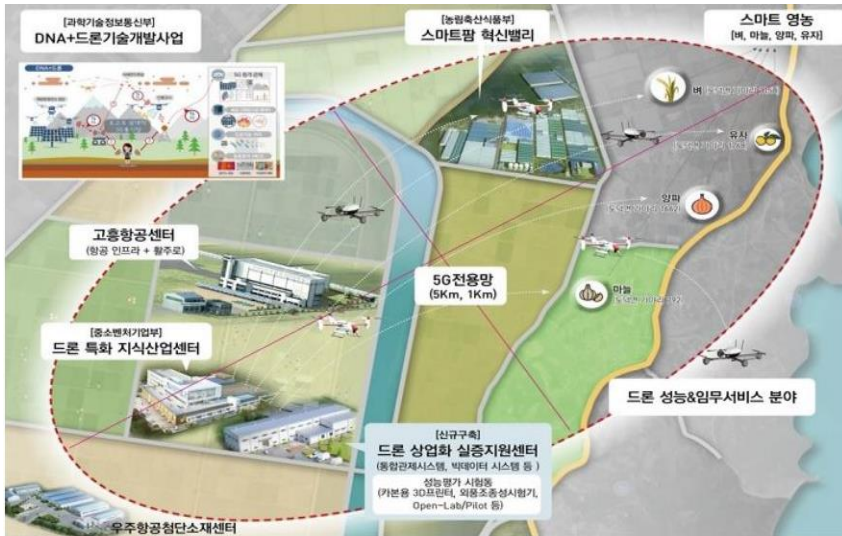 [과학기술정보통신부]
DNA+드론기술개발사업
DNA+드론
[농림축산식품부]
스마트팜 혁신밸리
스마트 영농
[벼, 마늘, 양파, 유자]
벼
유자
양파
마늘
고흥항공센터
(항공 인프라 + 활주로)
5G전용망
(5Km, 1Km)
[중소벤처기업부]
드론 특화 지식산업센터
드론 성능&임무서비스 분야
[신규구축]
드론 상업화 실증지원센터
(통합관제시스템, 빅데이터 시스템 등 )
성능평가 시험동
(카본용 3D프린터, 외풍조종성시험기,
Open-Lab/Pilot 등)
우주항공첨단소재센터